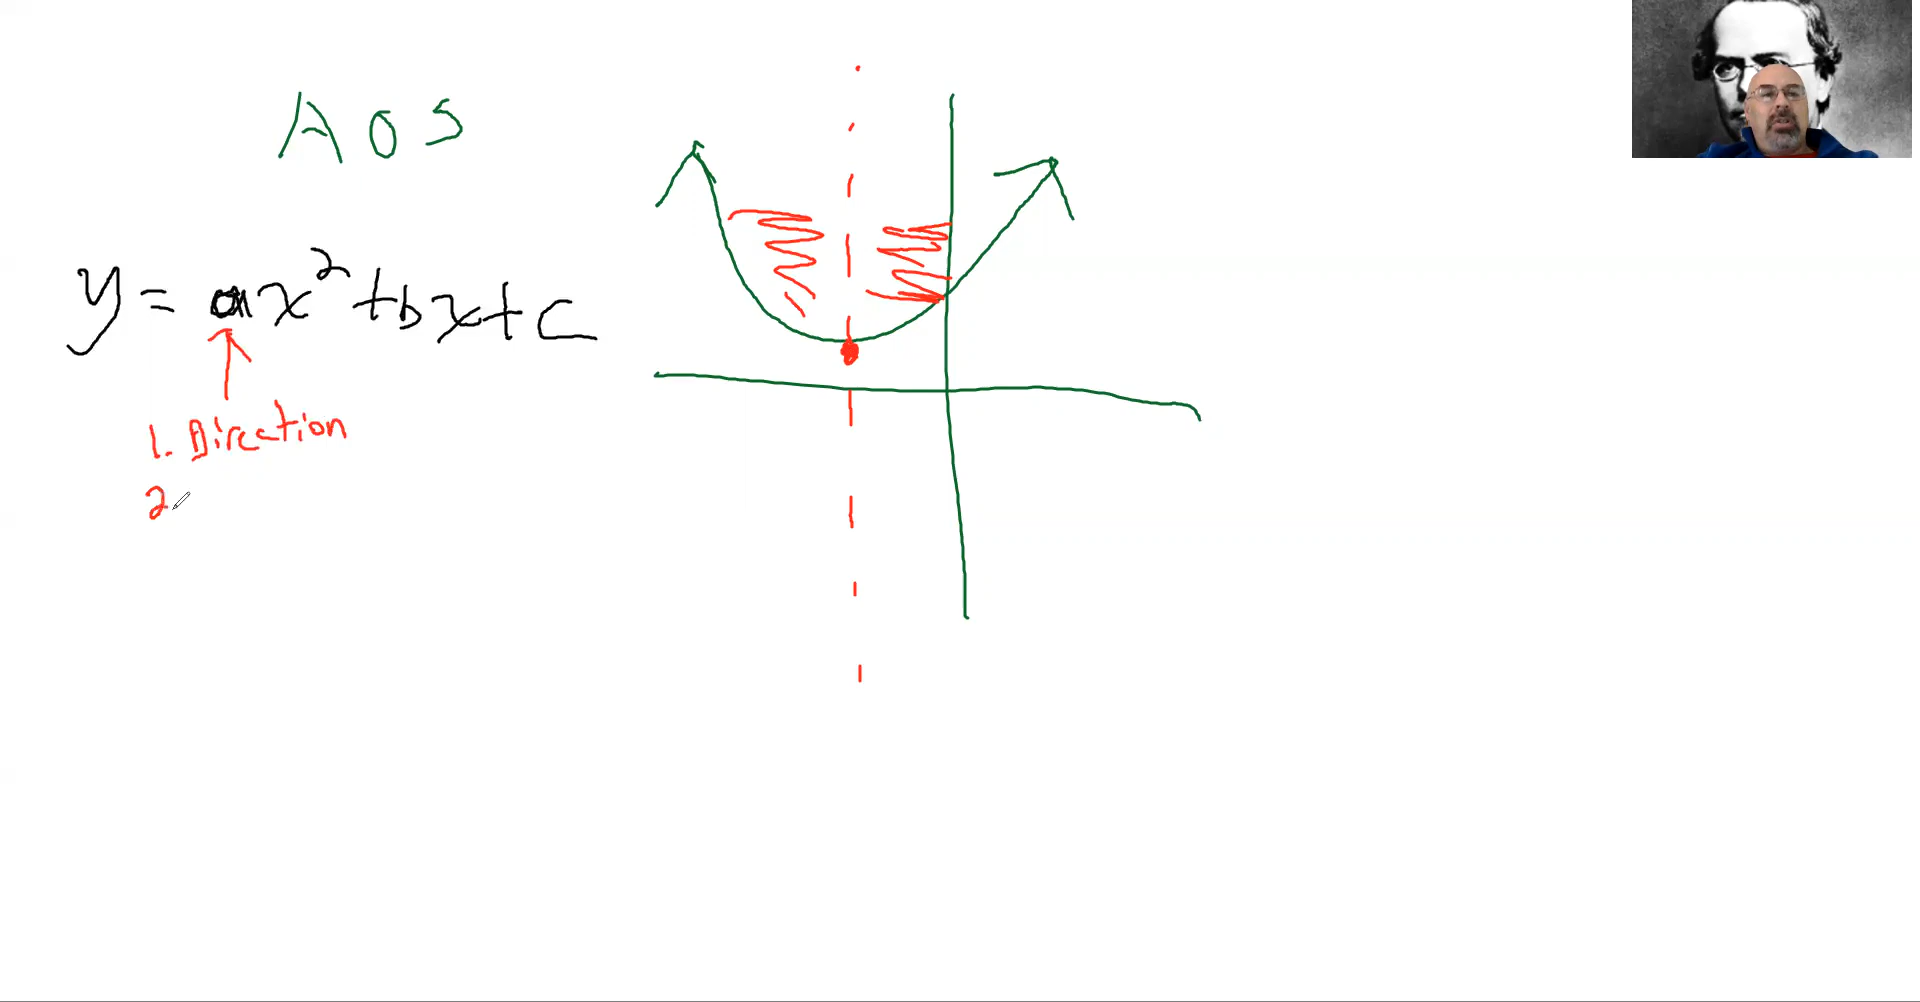 AOS
y = ax² + bx + c
1. Direction
2